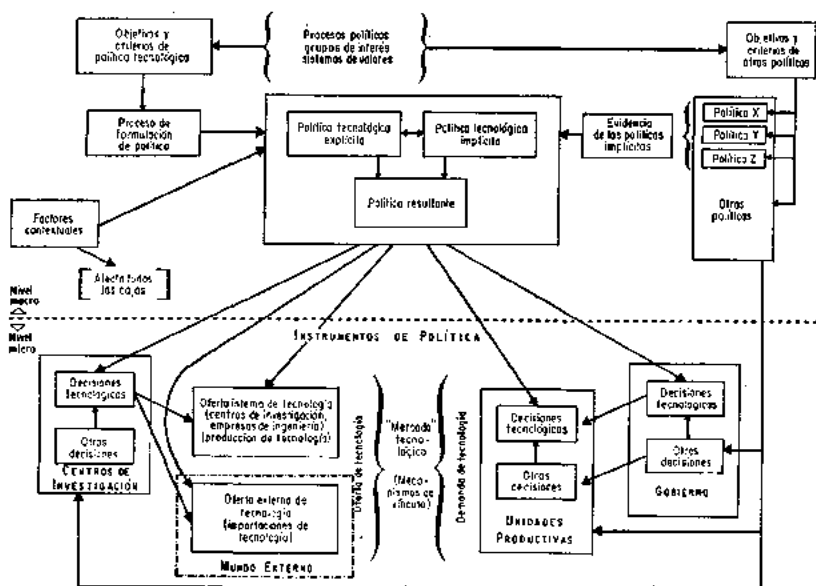 Objetivos y
criterios de
política tecnológica
Procesos políticos
grupos de interés
sistemas de valores
Objetivos y
criterios de
otras políticas
Proceso de
formulación
de política
Política tecnológica
explícita
Política tecnológica
implícita
Política resultante
Evidencia
de las políticas
implícitas
Política X
Política Y
Política Z
Otras
políticas
Factores
contextuales
Afecta todas
las cajas
Nivel
macro
Nivel
micro
INSTRUMENTOS DE POLÍTICA
Decisiones
tecnológicas
Otras
decisiones
CENTROS DE
INVESTIGACIÓN
Oferta interna de tecnología
(centros de investigación,
empresas de ingeniería)
(producción de tecnología)
Oferta externa de
tecnología
(importaciones de
tecnología)
MUNDO EXTERNO
Oferta de tecnología
"Mercado"
tecno-
lógico
(Meca-
nismos de
vínculo)
Demanda de tecnología
Decisiones
tecnológicas
Otras
decisiones
UNIDADES
PRODUCTIVAS
Decisiones
tecnológicas
Otras
decisiones
GOBIERNO